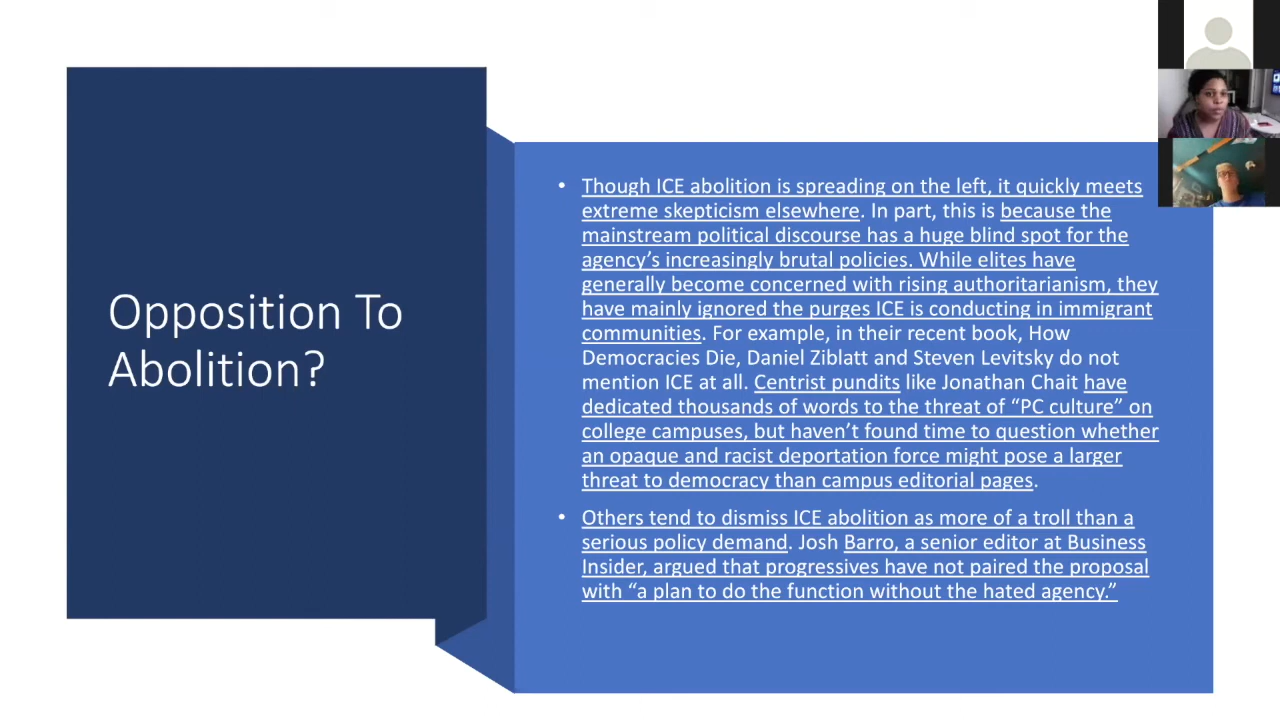 Opposition To
Abolition?
• Though ICE abolition is spreading on the left, it quickly meets
extreme skepticism elsewhere. In part, this is because the
mainstream political discourse has a huge blind spot for the
agency’s increasingly brutal policies. While elites have
generally become concerned with rising authoritarianism, they
have mainly ignored the purges ICE is conducting in immigrant
communities. For example, in their recent book, How
Democracies Die, Daniel Ziblatt and Steven Levitsky do not
mention ICE at all. Centrist pundits like Jonathan Chait have
dedicated thousands of words to the threat of “PC culture” on
college campuses, but haven’t found time to question whether
an opaque and racist deportation force might pose a larger
threat to democracy than campus editorial pages.
• Others tend to dismiss ICE abolition as more of a troll than a
serious policy demand. Josh Barro, a senior editor at Business
Insider, argued that progressives have not paired the proposal
with “a plan to do the function without the hated agency.”